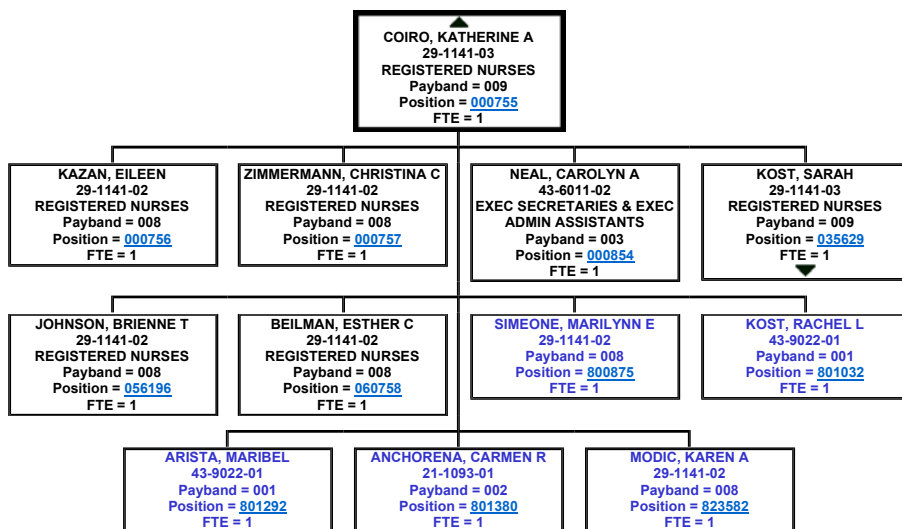 COIRO, KATHERINE A
29-1141-03
REGISTERED NURSES
Payband = 009
Position = 000755
FTE = 1
KAZAN, EILEEN
29-1141-02
REGISTERED NURSES
Payband = 008
Position = 000756
FTE = 1
ZIMMERMANN, CHRISTINA C
29-1141-02
REGISTERED NURSES
Payband = 008
Position = 000757
FTE = 1
NEAL, CAROLYN A
43-6011-02
EXEC SECRETARIES & EXEC
ADMIN ASSISTANTS
Payband = 003
Position = 000854
FTE = 1
KOST, SARAH
29-1141-03
REGISTERED NURSES
Payband = 009
Position = 035629
FTE = 1
JOHNSON, BRIENNE T
29-1141-02
REGISTERED NURSES
Payband = 008
Position = 056196
FTE = 1
BEILMAN, ESTHER C
29-1141-02
REGISTERED NURSES
Payband = 008
Position = 060758
FTE = 1
SIMEONE, MARILYNN E
29-1141-02
Payband = 008
Position = 800875
FTE = 1
KOST, RACHEL L
43-9022-01
Payband = 001
Position = 801032
FTE = 1
ARISTA, MARIBEL
43-9022-01
Payband = 001
Position = 801292
FTE = 1
ANCHORENA, CARMEN R
21-1093-01
Payband = 002
Position = 801380
FTE = 1
MODIC, KAREN A
29-1141-02
Payband = 008
Position = 823582
FTE = 1